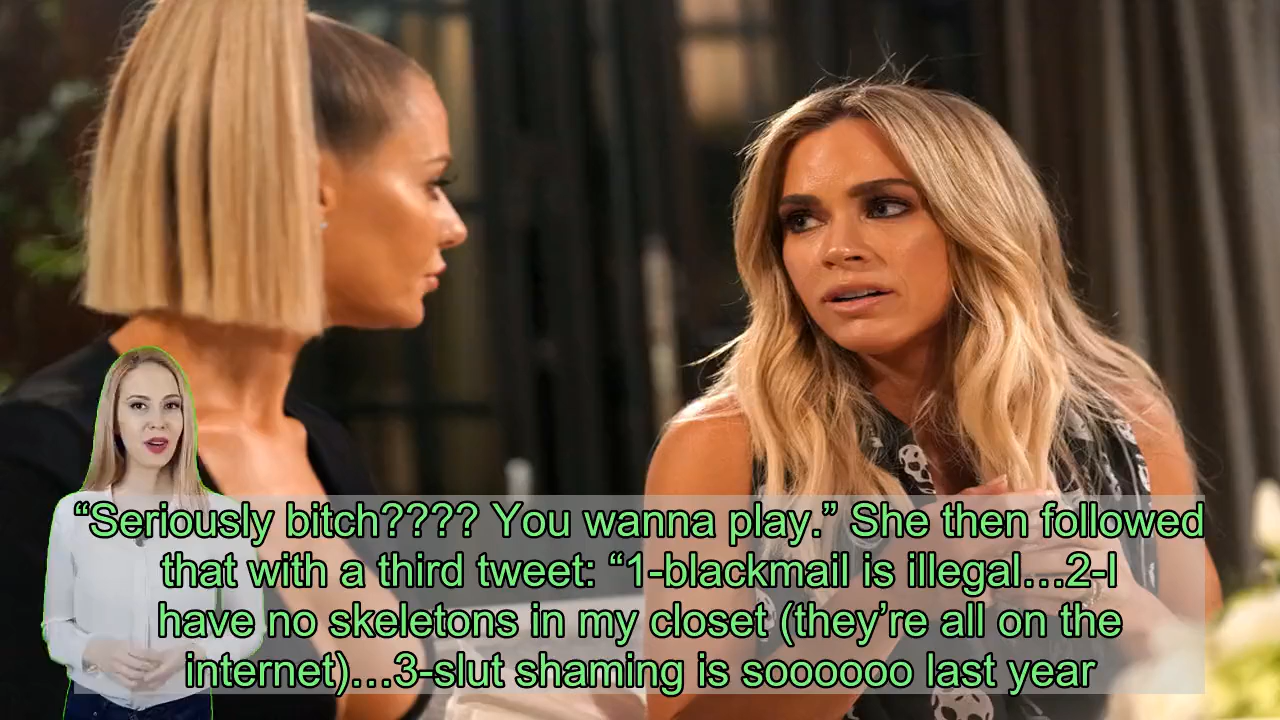 “Seriously bitch???? You wanna play.” She then followed
that with a third tweet: “1-blackmail is illegal…2-I
have no skeletons in my closet (they’re all on the
internet)…3-slut shaming is soooooo last year